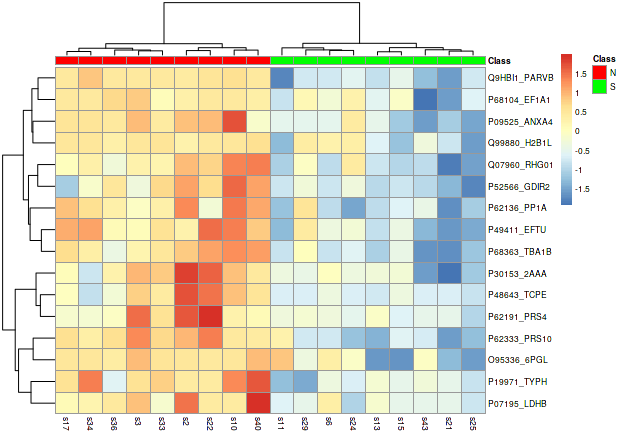 Class
Q9HBI1_PARVB
P68104_EF1A1
P09525_ANXA4
Q99880_H2B1L
Q07960_RHG01
P52566_GDIR2
P62136_PP1A
P49411_EFTU
P68363_TBA1B
P30153_2AAA
P48643_TCPE
P62191_PRS4
P62333_PRS10
O95336_6PGL
P19971_TYPH
P07195_LDHB
s17 s34 s36 s3 s33 s2 s22 s10 s40 s11 s29 s6 s24 s13 s15 s43 s21 s25
1.5
1
0.5
0
-0.5
-1
-1.5
Class
N
S